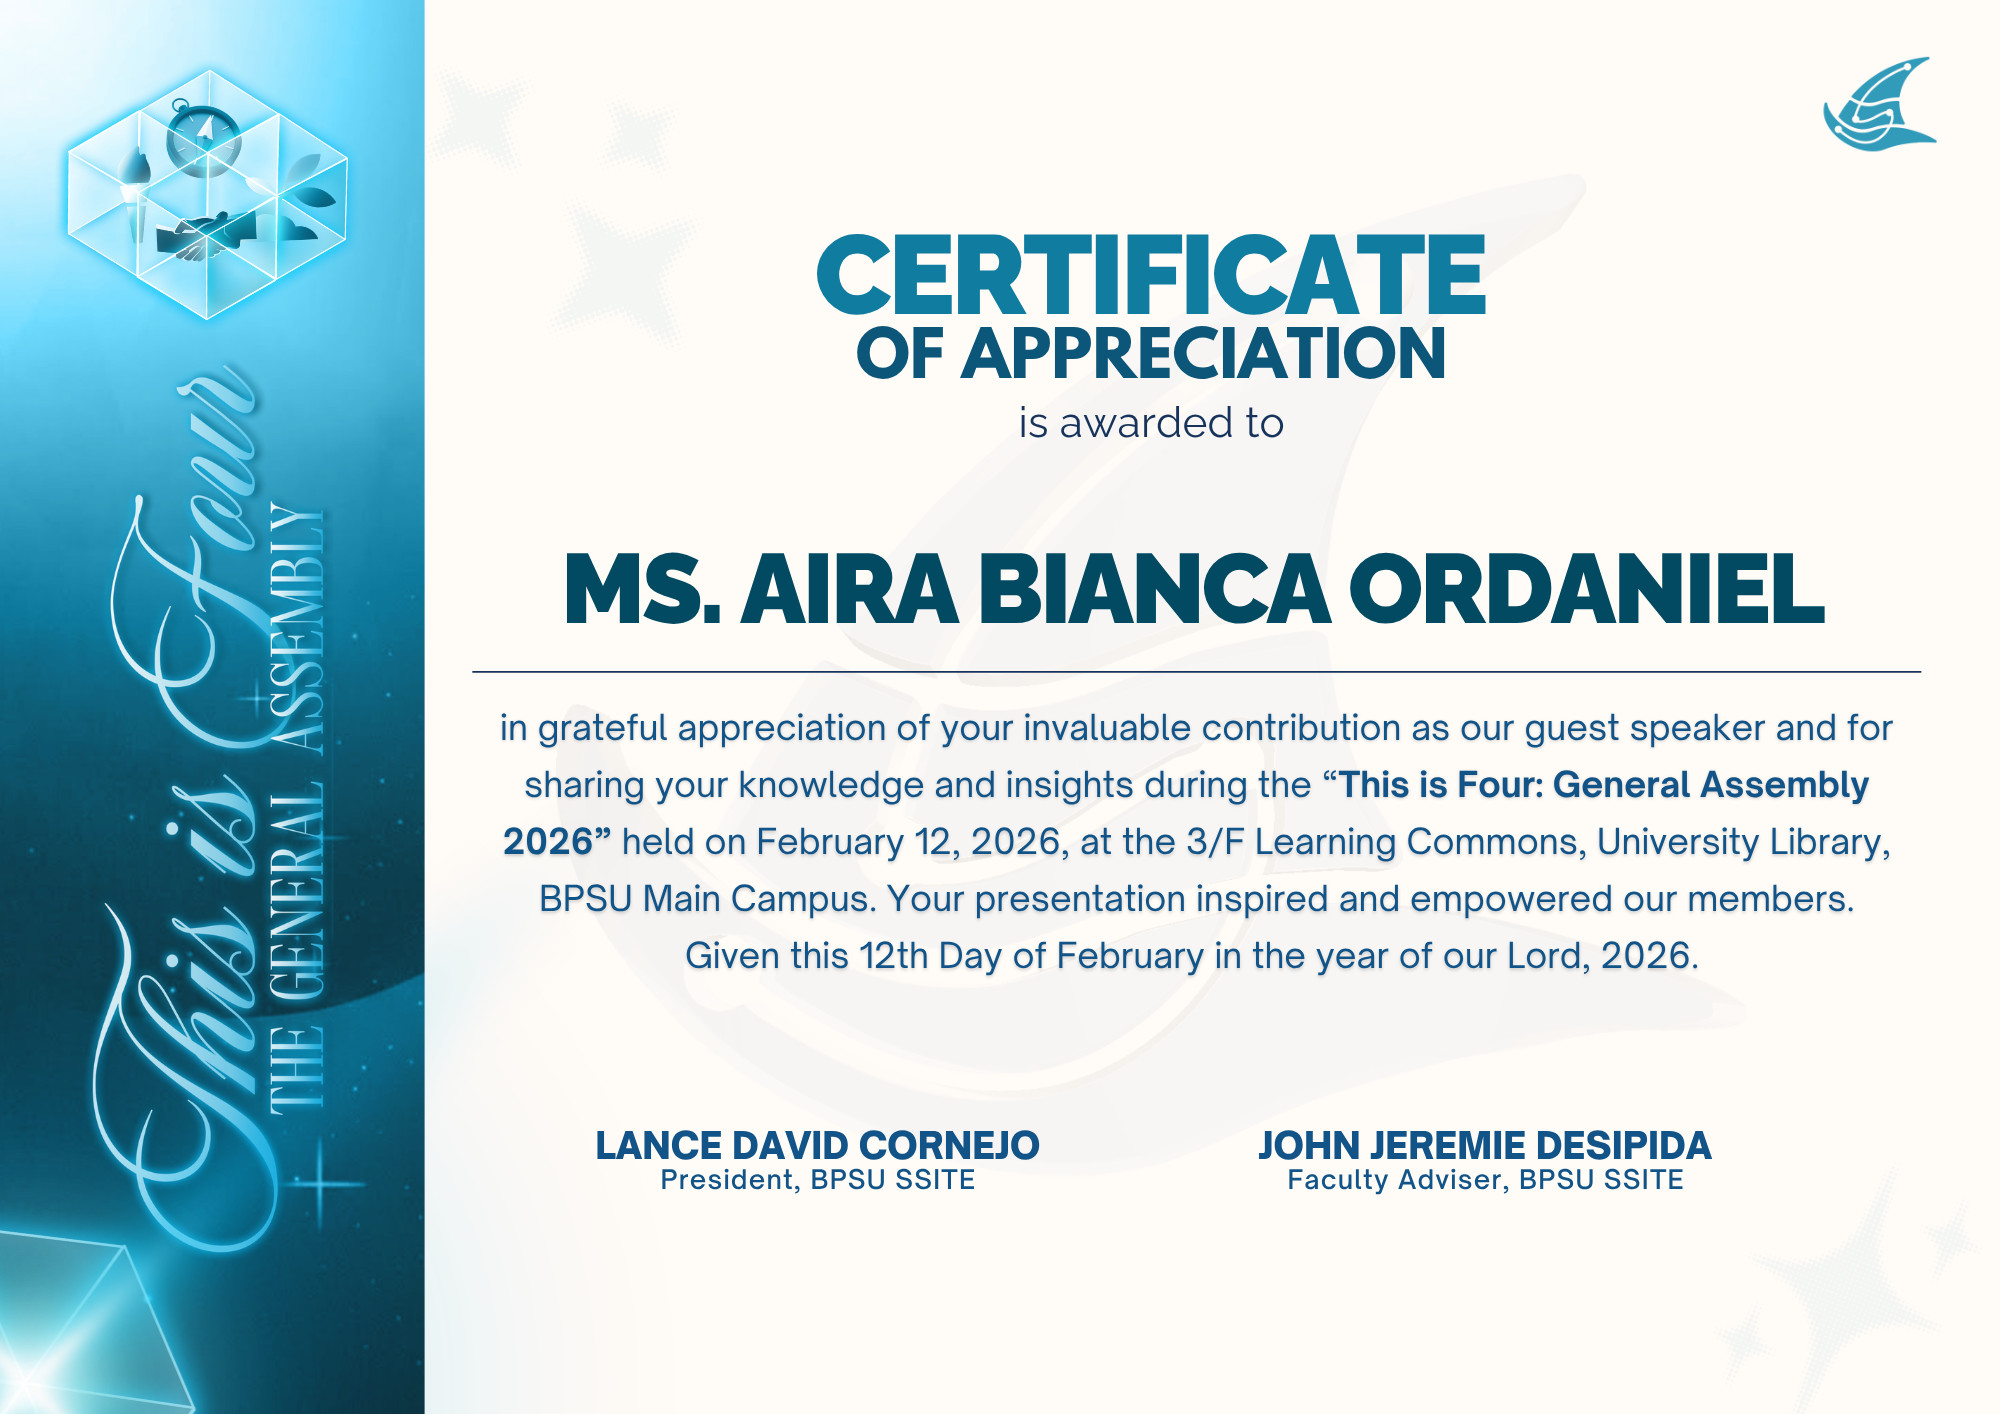 This is Four
THE GENERAL ASSEMBLY
CERTIFICATE
OF APPRECIATION
is awarded to
MS. AIRA BIANCA ORDANIEL
in grateful appreciation of your invaluable contribution as our guest speaker and for
sharing your knowledge and insights during the “This is Four: General Assembly
2026” held on February 12, 2026, at the 3/F Learning Commons, University Library,
BPSU Main Campus. Your presentation inspired and empowered our members.
Given this 12th Day of February in the year of our Lord, 2026.
LANCE DAVID CORNEJO
President, BPSU SSITE
JOHN JEREMIE DESIPIDA
Faculty Adviser, BPSU SSITE